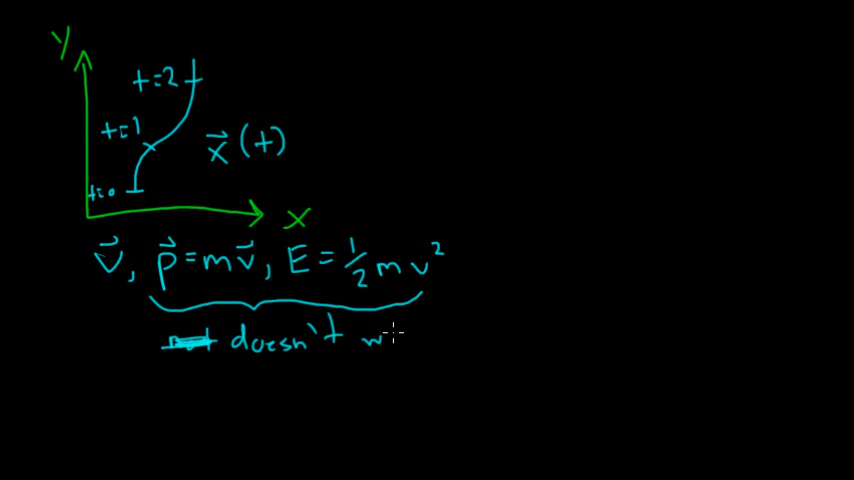 Y
t=2
t=1
x⃗(t)
t=0
X
v⃗, p⃗=mv⃗, E=1/2mv²
doesn't